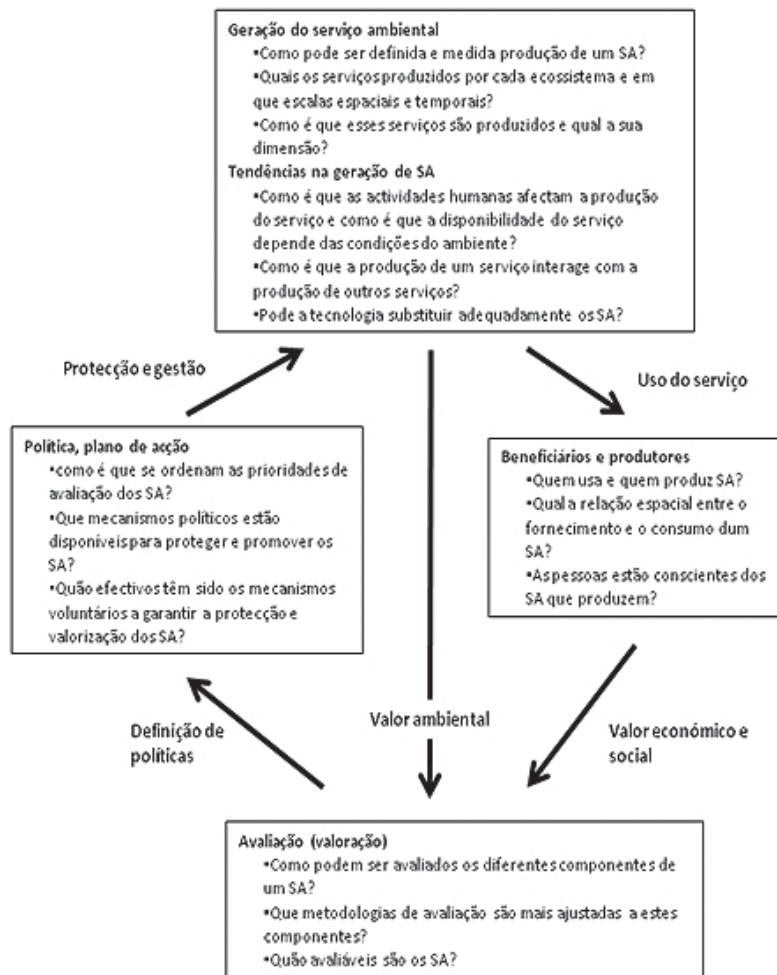 Geração do serviço ambiental
•Como pode ser definida e medida produção de um SA?
•Quais os serviços produzidos por cada ecossistema e em
que escalas espaciais e temporais?
•Como é que esses serviços são produzidos e qual a sua
dimensão?
Tendências na geração de SA
•Como é que as actividades humanas afectam a produção
do serviço e como é que a disponibilidade do serviço
depende das condições do ambiente?
•Como é que a produção de um serviço interage com a
produção de outros serviços?
•Pode a tecnologia substituir adequadamente os SA?
Protecção e gestão
Uso do serviço
Política, plano de acção
•como é que se ordenam as prioridades de
avaliação dos SA?
•Que mecanismos políticos estão
disponíveis para proteger e promover os
SA?
•Quão efectivos têm sido os mecanismos
voluntários a garantir a protecção e
valorização dos SA?
Beneficiários e produtores
•Quem usa e quem produz SA?
•Qual a relação espacial entre o
fornecimento e o consumo dum
SA?
•As pessoas estão conscientes dos
SA que produzem?
Definição de
políticas
Valor ambiental
Valor económico e
social
Avaliação (valoração)
•Como podem ser avaliados os diferentes componentes de
um SA?
•Que metodologias de avaliação são mais ajustadas a estes
componentes?
•Quão avaliáveis são os SA?